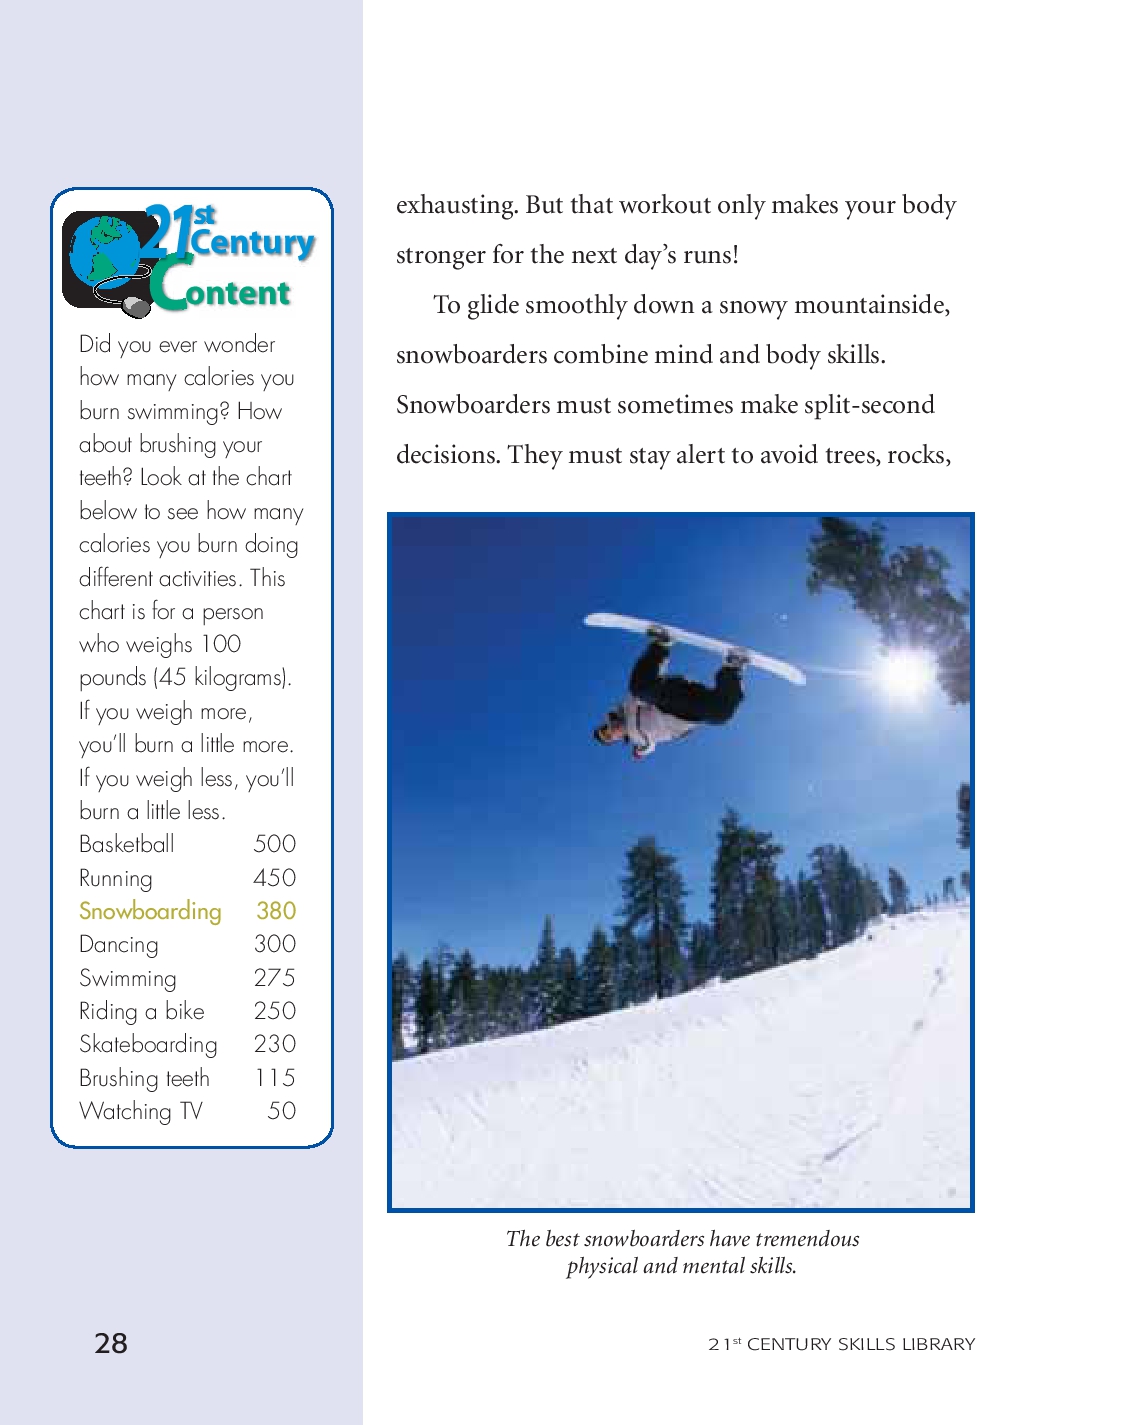 21st
Century
Content
Did you ever wonder
how many calories you
burn swimming? How
about brushing your
teeth? Look at the chart
below to see how many
calories you burn doing
different activities. This
chart is for a person
who weighs 100
pounds (45 kilograms).
If you weigh more,
you’ll burn a little more.
If you weigh less, you’ll
burn a little less.
Basketball 500
Running 450
Snowboarding 380
Dancing 300
Swimming 275
Riding a bike 250
Skateboarding 230
Brushing teeth 115
Watching TV 50
exhausting. But that workout only makes your body
stronger for the next day’s runs!
To glide smoothly down a snowy mountainside,
snowboarders combine mind and body skills.
Snowboarders must sometimes make split-second
decisions. They must stay alert to avoid trees, rocks,
The best snowboarders have tremendous
physical and mental skills.
28
21st CENTURY SKILLS LIBRARY